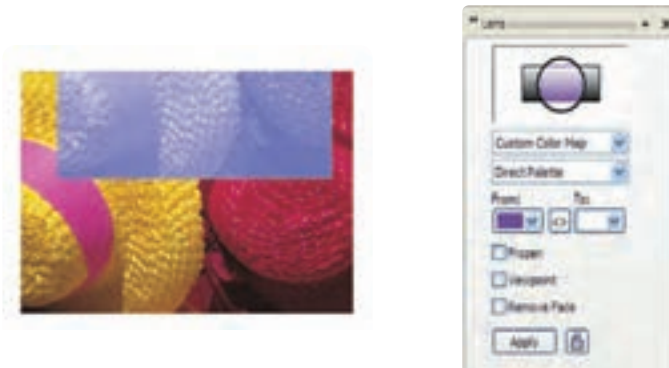 Lens
Custom Color Map
Direct Palette
From: To:
<>
Frozen
Viewpoint
Remove Face
Apply